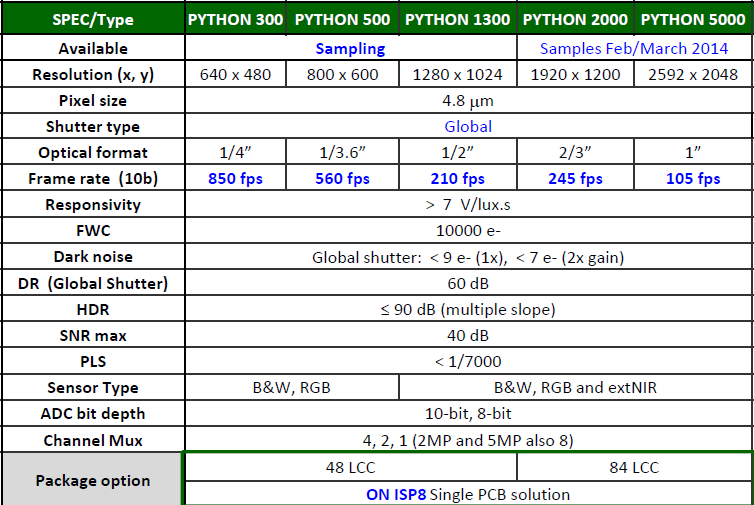 SPEC/Type PYTHON 300 PYTHON 500 PYTHON 1300 PYTHON 2000 PYTHON 5000
Available Sampling Samples Feb/March 2014
Resolution (x, y) 640 x 480 800 x 600 1280 x 1024 1920 x 1200 2592 x 2048
Pixel size 4.8 μm
Shutter type Global
Optical format 1/4” 1/3.6” 1/2” 2/3” 1”
Frame rate (10b) 850 fps 560 fps 210 fps 245 fps 105 fps
Responsivity > 7 V/lux.s
FWC 10000 e-
Dark noise Global shutter: < 9 e- (1x), < 7 e- (2x gain)
DR (Global Shutter) 60 dB
HDR ≤ 90 dB (multiple slope)
SNR max 40 dB
PLS < 1/7000
Sensor Type B&W, RGB B&W, RGB and extNIR
ADC bit depth 10-bit, 8-bit
Channel Mux 4, 2, 1 (2MP and 5MP also 8)
Package option 48 LCC 84 LCC
ON ISP8 Single PCB solution